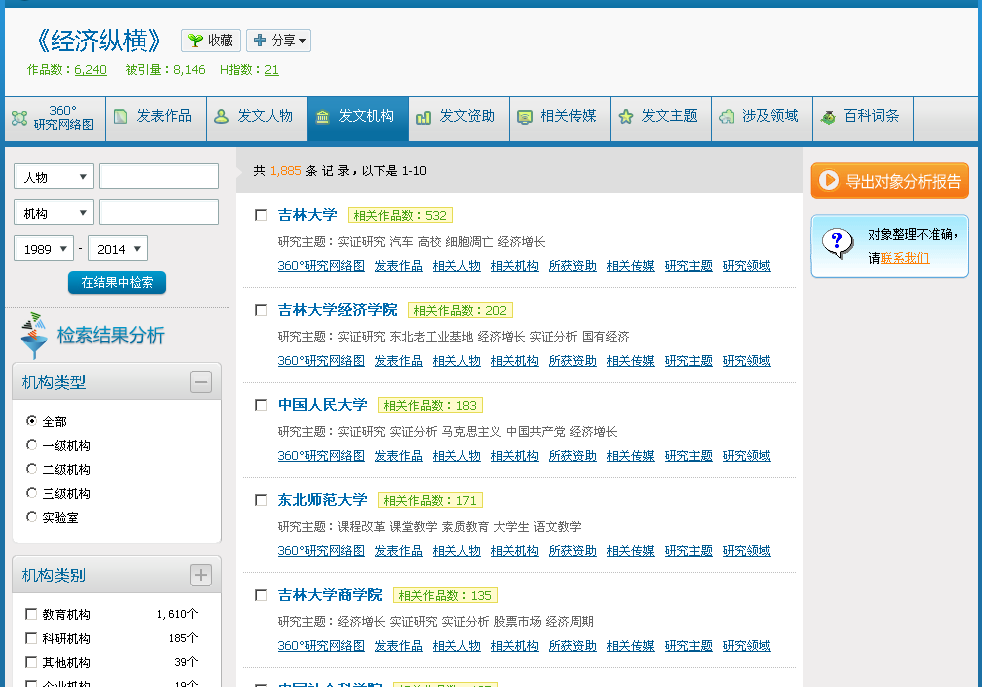 《经济纵横》 收藏 分享
作品数：6,240 被引量：8,146 H指数：21
360°
研究网络图
发表作品
发文人物
发文机构
发文资助
相关传媒
发文主题
涉及领域
百科词条
人物
机构
1989 - 2014
在结果中检索
检索结果分析
机构类型
全部
一级机构
二级机构
三级机构
实验室
机构类别
教育机构 1,610个
科研机构 185个
其他机构 39个
企业机构 19个
共 1,885 条 记 录，以下是 1-10
吉林大学 相关作品数：532
研究主题：实证研究 汽车 高校 细胞凋亡 经济增长
360°研究网络图 发表作品 相关人物 相关机构 所获资助 相关传媒 研究主题 研究领域
吉林大学经济学院 相关作品数：202
研究主题：实证研究 东北老工业基地 经济增长 实证分析 国有经济
360°研究网络图 发表作品 相关人物 相关机构 所获资助 相关传媒 研究主题 研究领域
中国人民大学 相关作品数：183
研究主题：实证研究 实证分析 马克思主义 中国共产党 经济增长
360°研究网络图 发表作品 相关人物 相关机构 所获资助 相关传媒 研究主题 研究领域
东北师范大学 相关作品数：171
研究主题：课程改革 课堂教学 素质教育 大学生 语文教学
360°研究网络图 发表作品 相关人物 相关机构 所获资助 相关传媒 研究主题 研究领域
吉林大学商学院 相关作品数：135
研究主题：经济增长 实证研究 实证分析 股票市场 经济周期
360°研究网络图 发表作品 相关人物 相关机构 所获资助 相关传媒 研究主题 研究领域
中国社会科学院
导出对象分析报告
对象整理不准确，
请联系我们